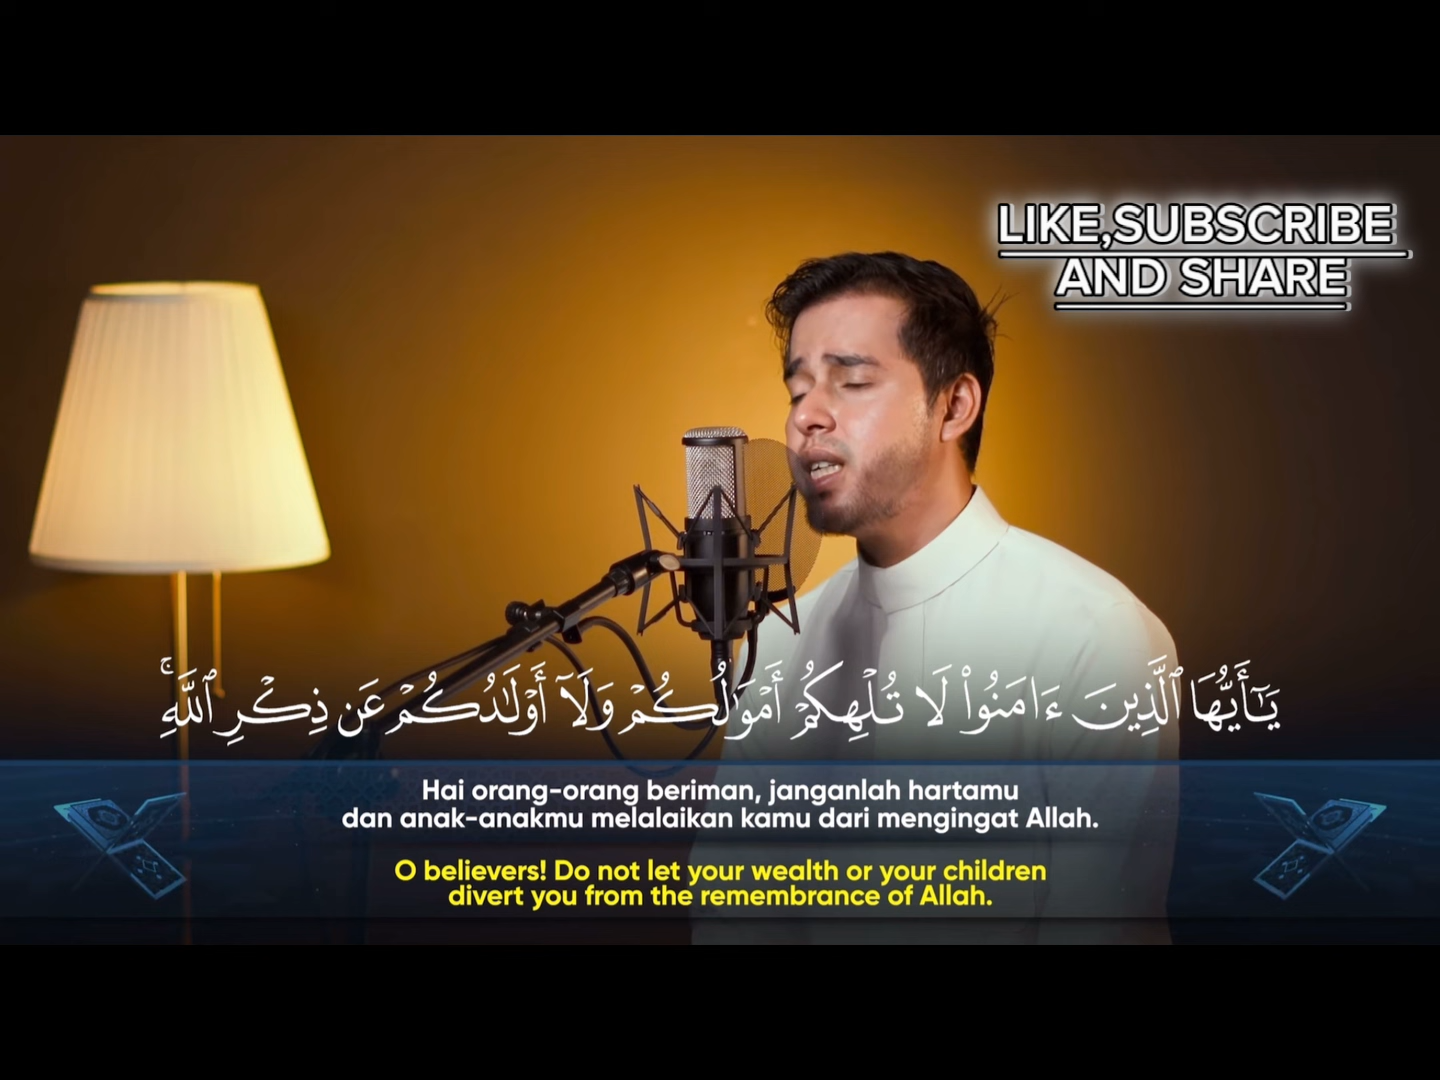 LIKE,SUBSCRIBE
AND SHARE
يَـٰٓأَيُّهَا ٱلَّذِينَ ءَامَنُوا۟ لَا تُلْهِكُمْ أَمْوَٰلُكُمْ وَلَآ أَوْلَـٰدُكُمْ عَن ذِكْرِ ٱللَّهِ ۚ
Hai orang-orang beriman, janganlah hartamu
dan anak-anakmu melalaikan kamu dari mengingat Allah.
O believers! Do not let your wealth or your children
divert you from the remembrance of Allah.